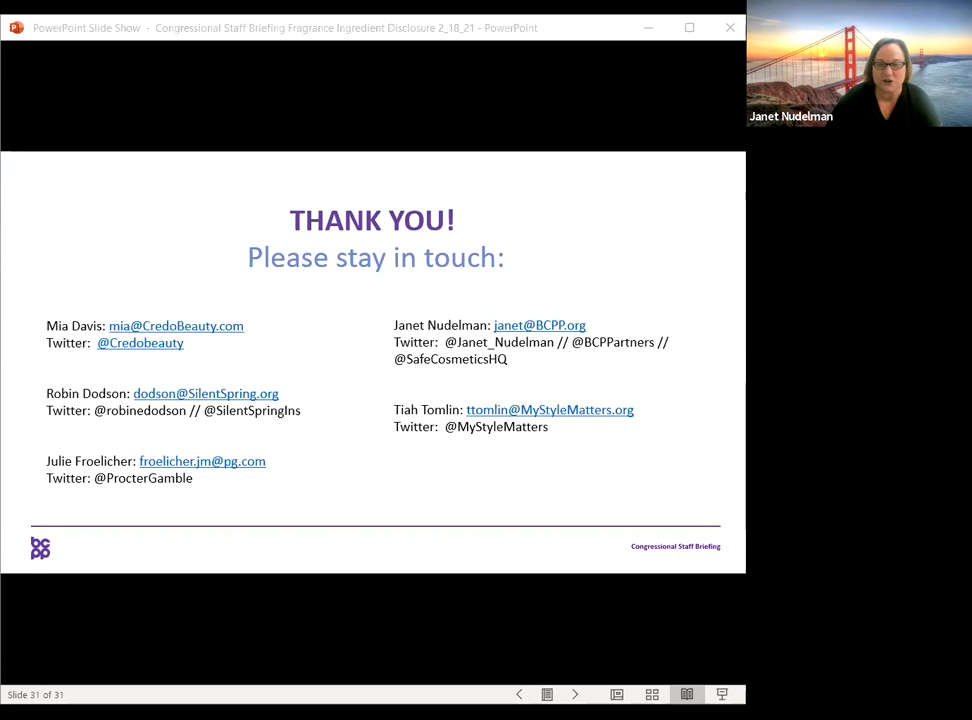 PowerPoint Slide Show - Congressional Staff Briefing Fragrance Ingredient Disclosure 2_18_21 - PowerPoint
Janet Nudelman
THANK YOU!
Please stay in touch:
Mia Davis: mia@CredoBeauty.com
Twitter: @Credobeauty
Robin Dodson: dodson@SilentSpring.org
Twitter: @robinedodson // @SilentSpringIns
Julie Froelicher: froelicher.jm@pg.com
Twitter: @ProcterGamble
Janet Nudelman: janet@BCPP.org
Twitter: @Janet_Nudelman // @BCPPartners //
@SafeCosmeticsHQ
Tiah Tomlin: ttomlin@MyStyleMatters.org
Twitter: @MyStyleMatters
bc
pp
Congressional Staff Briefing
Slide 31 of 31